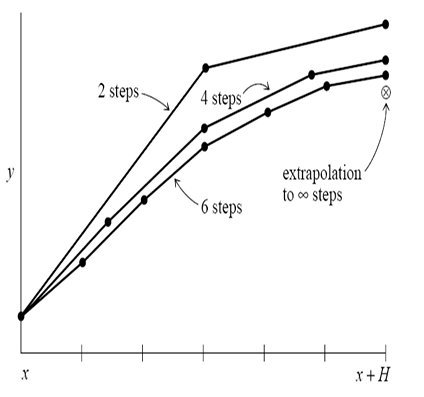 2 steps
4 steps
y
extrapolation
to ∞ steps
6 steps
x
x + H